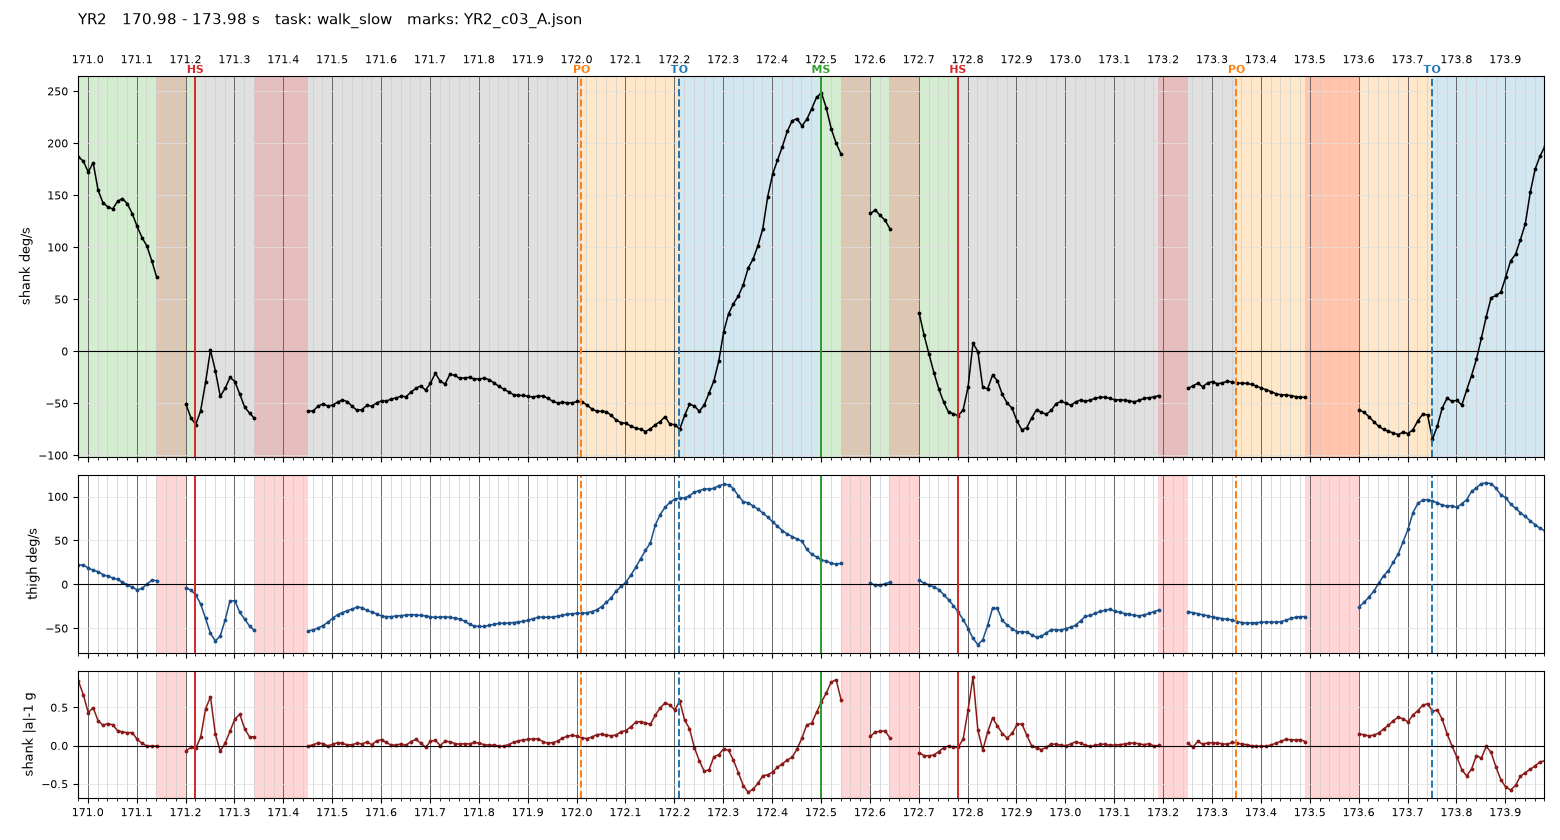 YR2   170.98 - 173.98 s   task: walk_slow   marks: YR2_c03_A.json
171.0 171.1 171.2 171.3 171.4 171.5 171.6 171.7 171.8 171.9 172.0 172.1 172.2 172.3 172.4 172.5 172.6 172.7 172.8 172.9 173.0 173.1 173.2 173.3 173.4 173.5 173.6 173.7 173.8 173.9
HS PO TO MS HS PO TO
shank deg/s
250
200
150
100
50
0
−50
−100
thigh deg/s
100
50
0
−50
shank |a|-1 g
0.5
0.0
−0.5
171.0 171.1 171.2 171.3 171.4 171.5 171.6 171.7 171.8 171.9 172.0 172.1 172.2 172.3 172.4 172.5 172.6 172.7 172.8 172.9 173.0 173.1 173.2 173.3 173.4 173.5 173.6 173.7 173.8 173.9